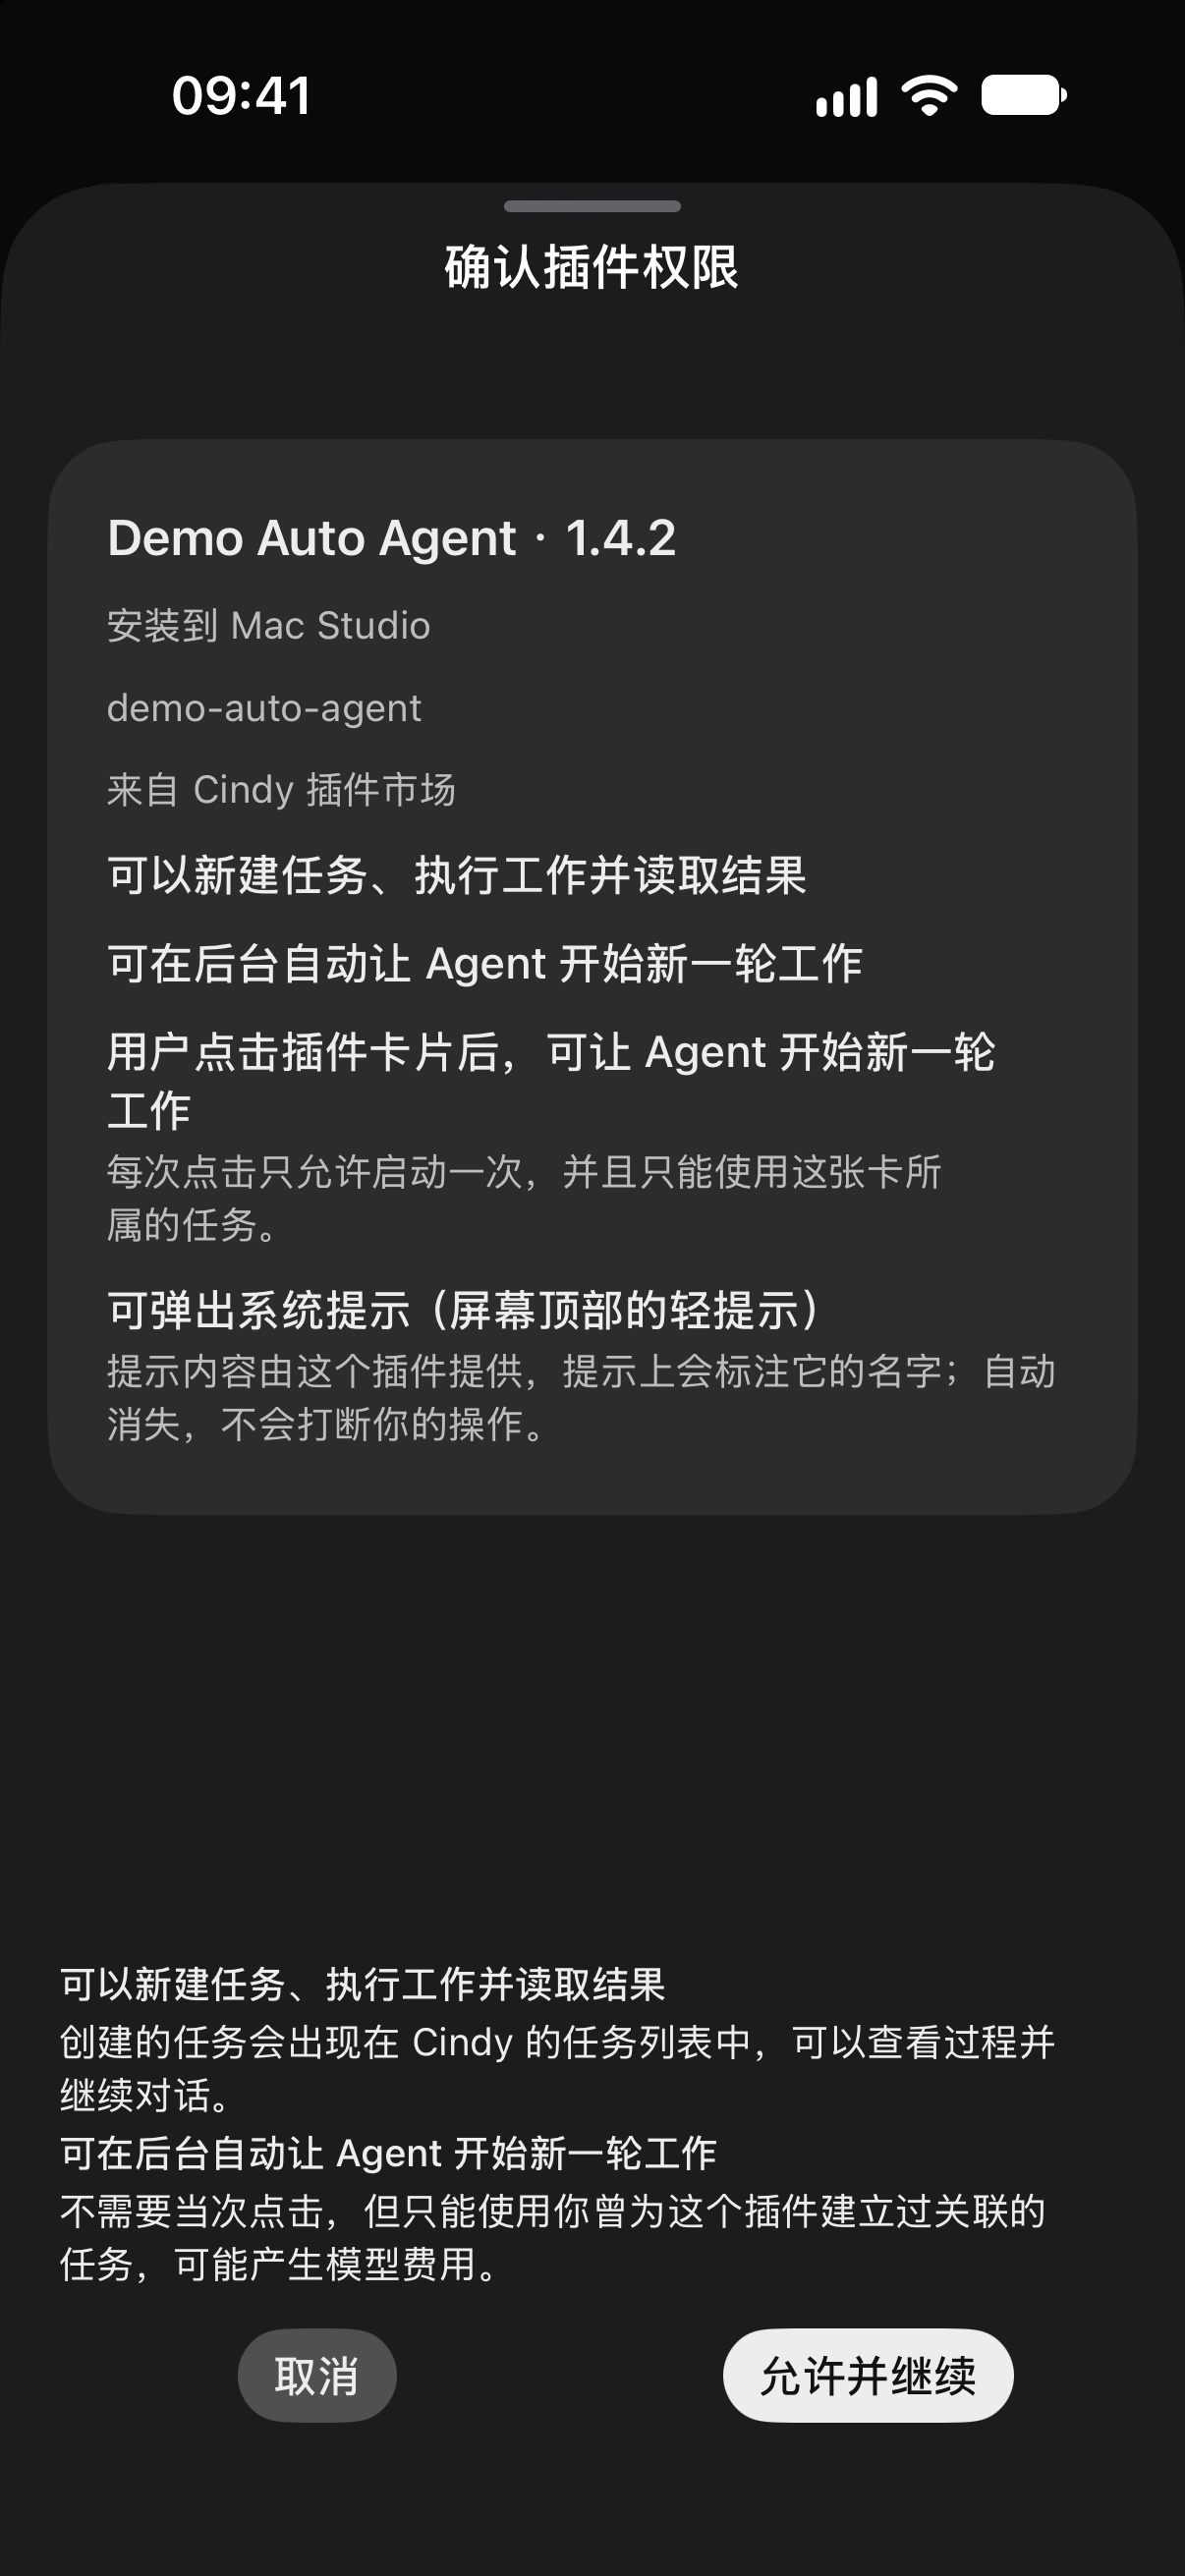 09:41
确认插件权限
Demo Auto Agent · 1.4.2
安装到 Mac Studio
demo-auto-agent
来自 Cindy 插件市场
可以新建任务、执行工作并读取结果
可在后台自动让 Agent 开始新一轮工作
用户点击插件卡片后，可让 Agent 开始新一轮
工作
每次点击只允许启动一次，并且只能使用这张卡所
属的任务。
可弹出系统提示（屏幕顶部的轻提示）
提示内容由这个插件提供，提示上会标注它的名字；自动
消失，不会打断你的操作。
可以新建任务、执行工作并读取结果
创建的任务会出现在 Cindy 的任务列表中，可以查看过程并
继续对话。
可在后台自动让 Agent 开始新一轮工作
不需要当次点击，但只能使用你曾为这个插件建立过关联的
任务，可能产生模型费用。
取消
允许并继续